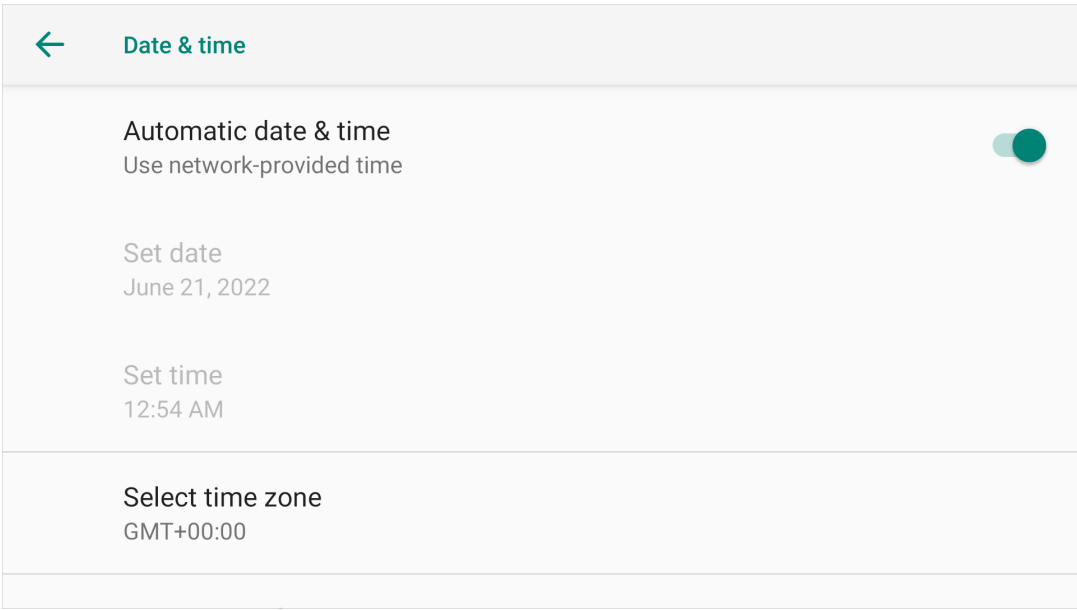 Date & time
Automatic date & time
Use network-provided time
Set date
June 21, 2022
Set time
12:54 AM
Select time zone
GMT+00:00